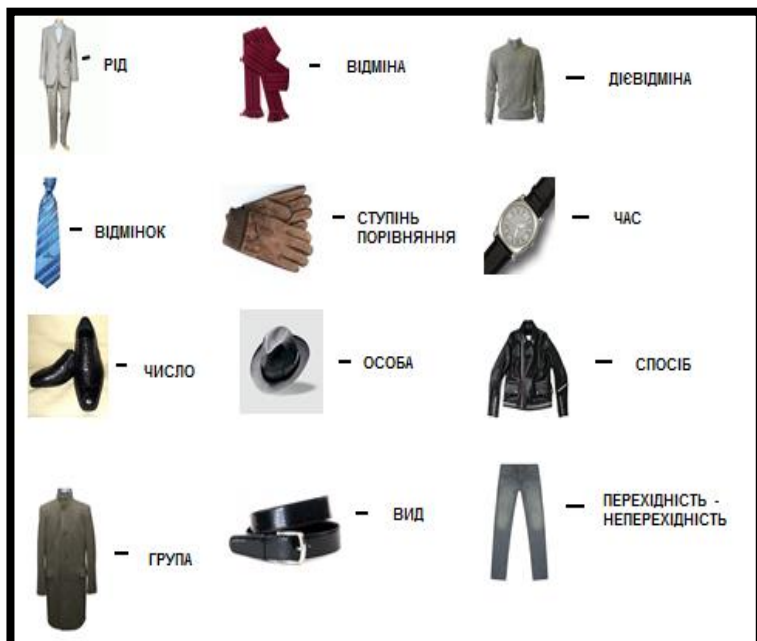 РІД
ВІДМІНА
ДІЄВІДМІНА
ВІДМІНОК
СТУПІНЬ
ПОРІВНЯННЯ
ЧАС
ЧИСЛО
ОСОБА
СПОСІБ
ГРУПА
ВИД
ПЕРЕХІДНІСТЬ -
НЕПЕРЕХІДНІСТЬ